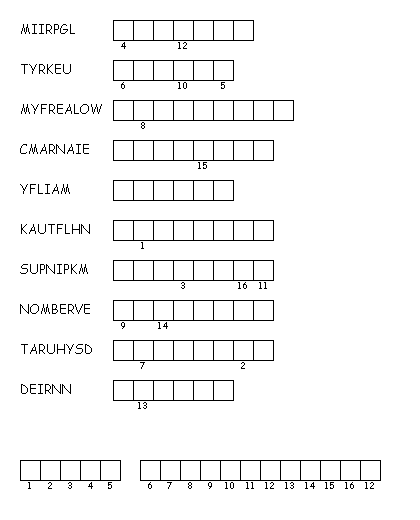 MIIRPGL
4 12
TYRKEU
6 10 5
MYFREALOW
8
CMARNAIE
15
YFLIAM
KAUTFLHN
1
SUPNIPKM
3 16 11
NOMBERVE
9 14
TARUHYSD
7 2
DEIRNN
13
1 2 3 4 5 6 7 8 9 10 11 12 13 14 15 16 12